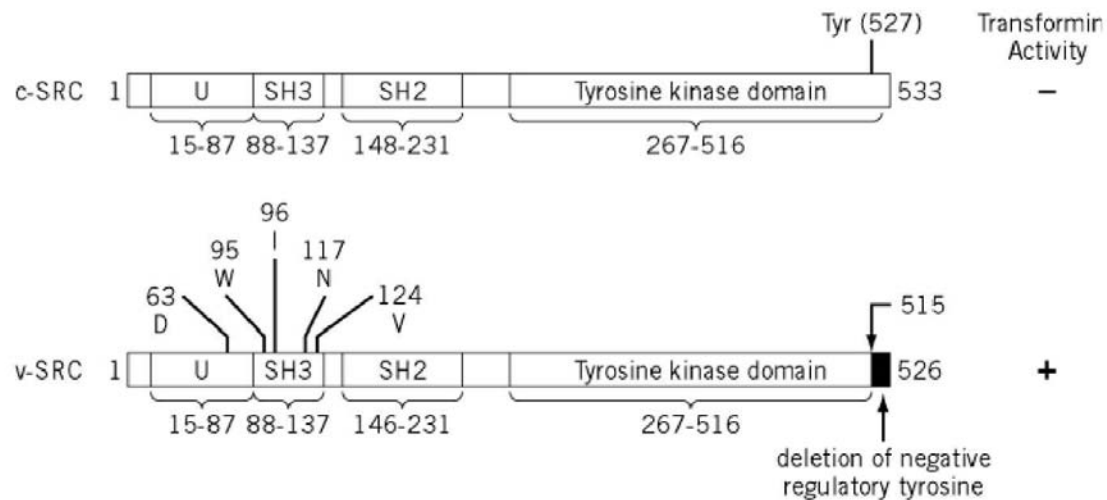 Tyr (527)
Transformin
Activity
c-SRC 1 U SH3 SH2 Tyrosine kinase domain 533 –
15-87 88-137 148-231 267-516
96
I
95
W
117
N
63
D
124
V
515
v-SRC 1 U SH3 SH2 Tyrosine kinase domain 526 +
15-87 88-137 146-231 267-516
deletion of negative
regulatory tyrosine